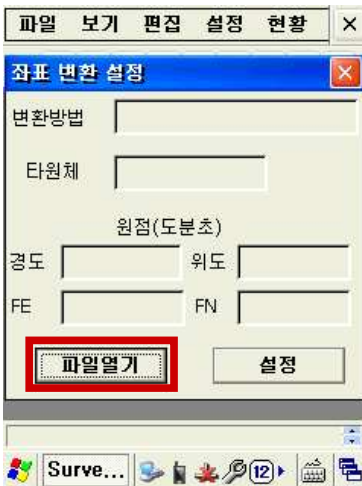 파일 보기 편집 설정 현황 ×
좌표 변환 설정
변환방법
타원체
원점(도분초)
경도 위도
FE FN
파일열기 설정
Surve... 12